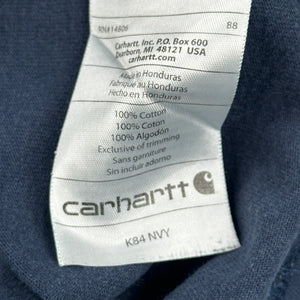 RN#14806 88
Carhartt, Inc. P.O. Box 600
Dearborn, MI 48121 USA
carhartt.com
Made in Honduras
Fabriqué au Honduras
Hecho en Honduras
100% Cotton
100% Coton
100% Algodón
Exclusive of trimming
Sans garniture
Sin incluir adorno
carhartt
K84 NVY